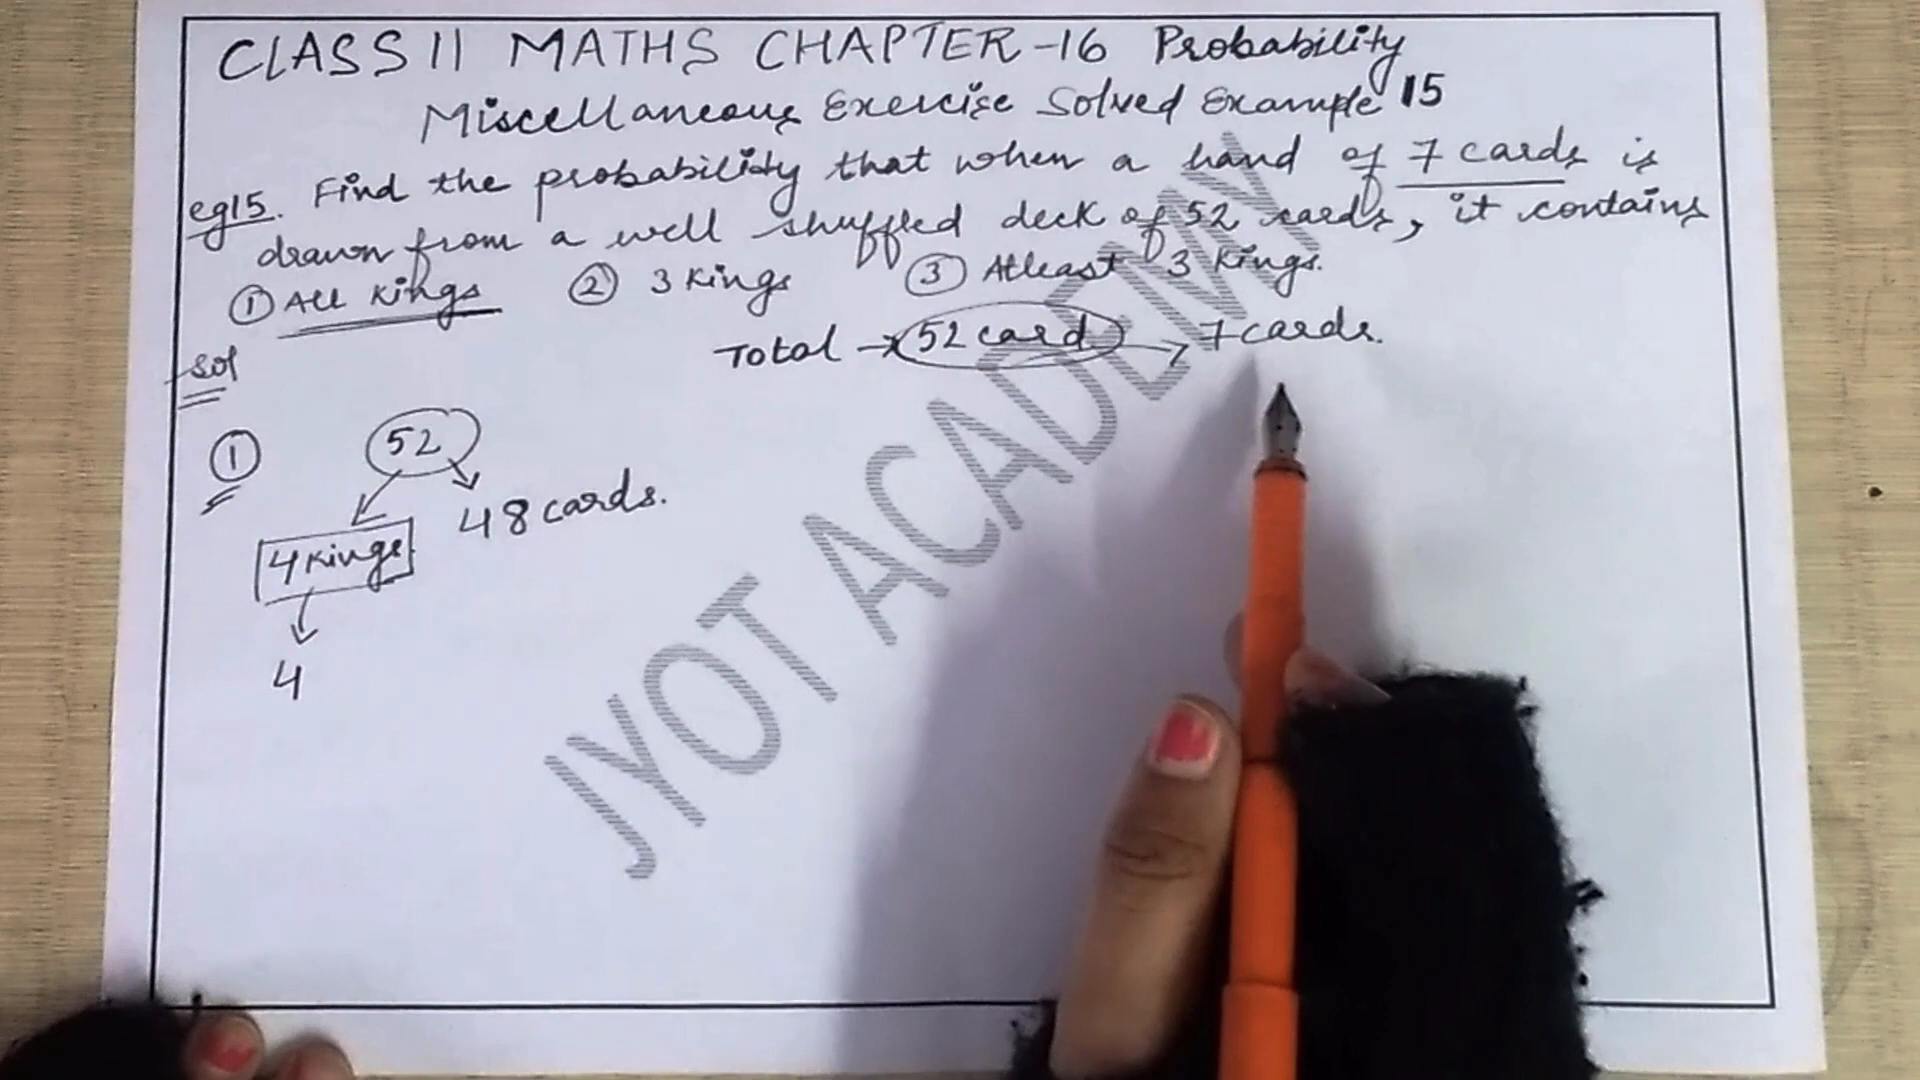 CLASS 11 MATHS CHAPTER-16 Probability
Miscellaneous Exercise Solved Example 15
eg15. Find the probability that when a hand of 7 cards is
drawn from a well shuffled deck of 52 cards, it contains
① All Kings ② 3 Kings ③ Atleast 3 Kings.
Total → 52 card → 7 cards.
Sol
① 52
48 cards.
4 Kings
4
JYOT ACADEMY